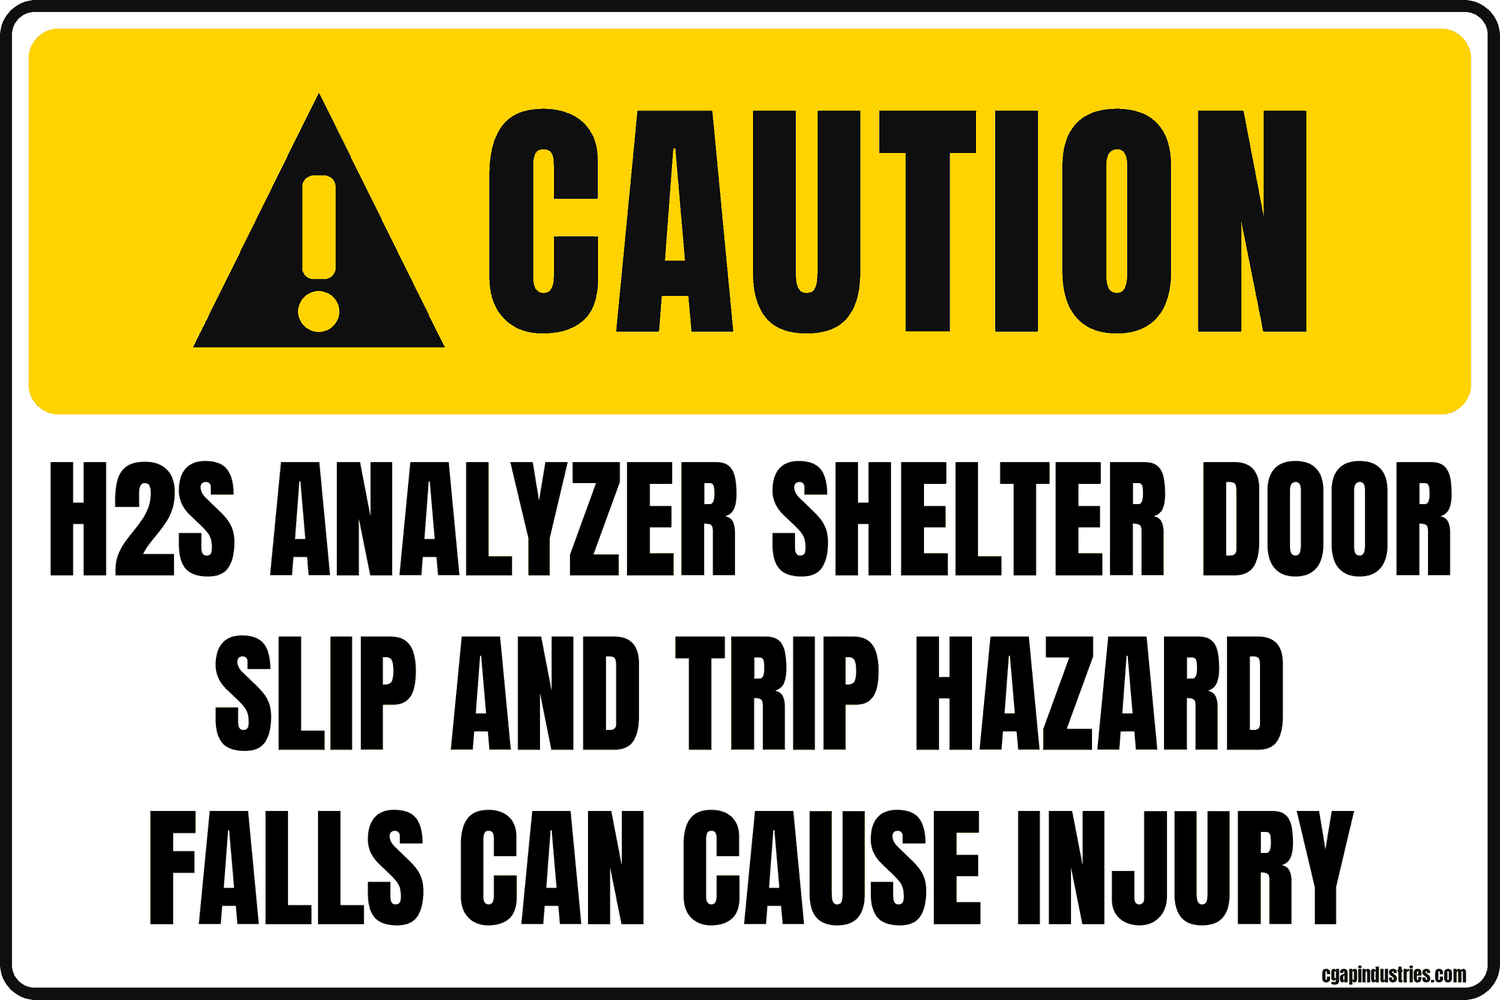 CAUTION
H2S ANALYZER SHELTER DOOR
SLIP AND TRIP HAZARD
FALLS CAN CAUSE INJURY
cgapindustries.com